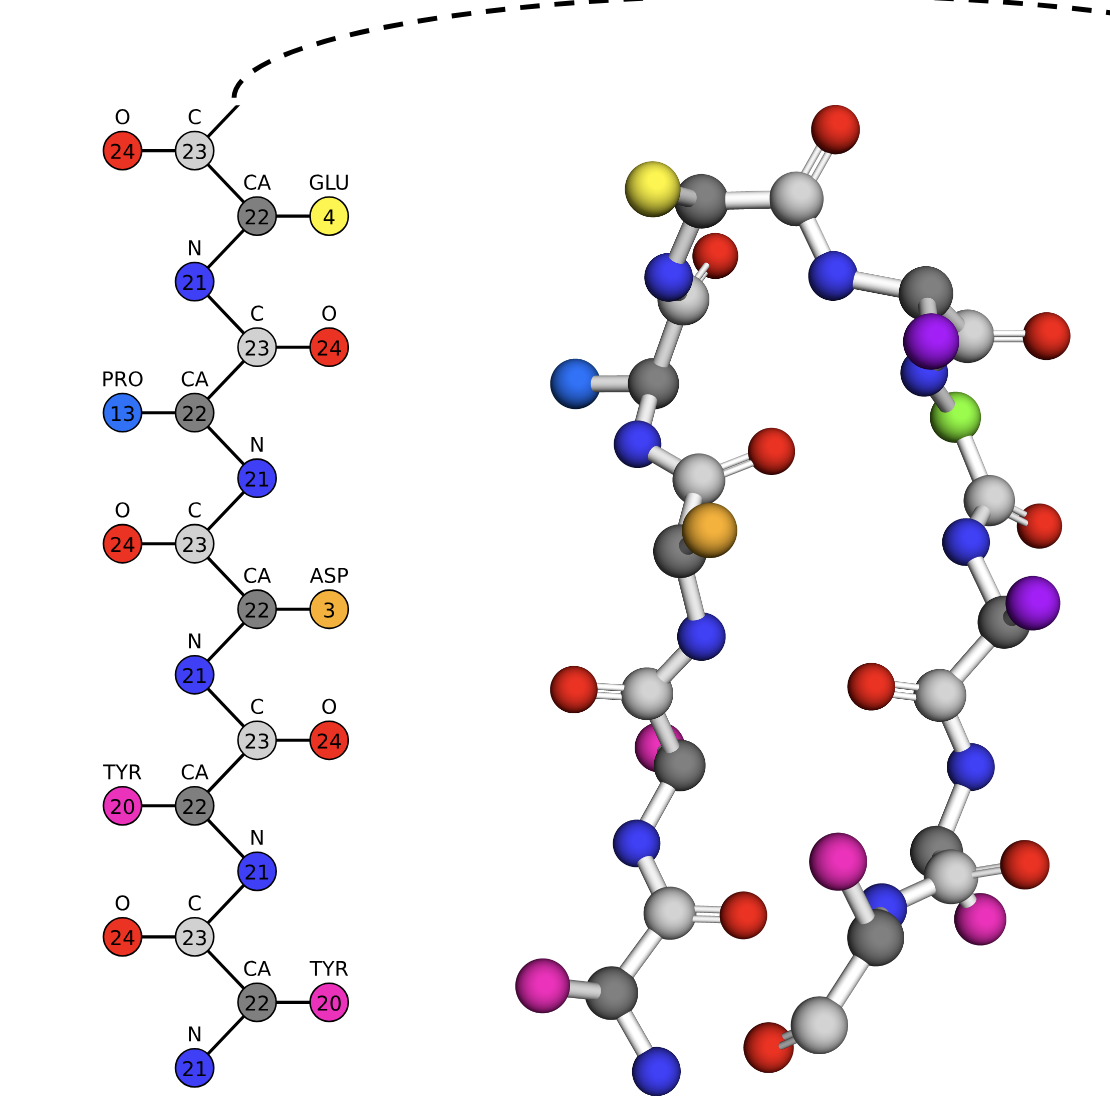 O C
24 23
CA GLU
22 4
N
21
C O
23 24
PRO CA
13 22
N
21
O C
24 23
CA ASP
22 3
N
21
C O
23 24
TYR CA
20 22
N
21
O C
24 23
CA TYR
22 20
N
21